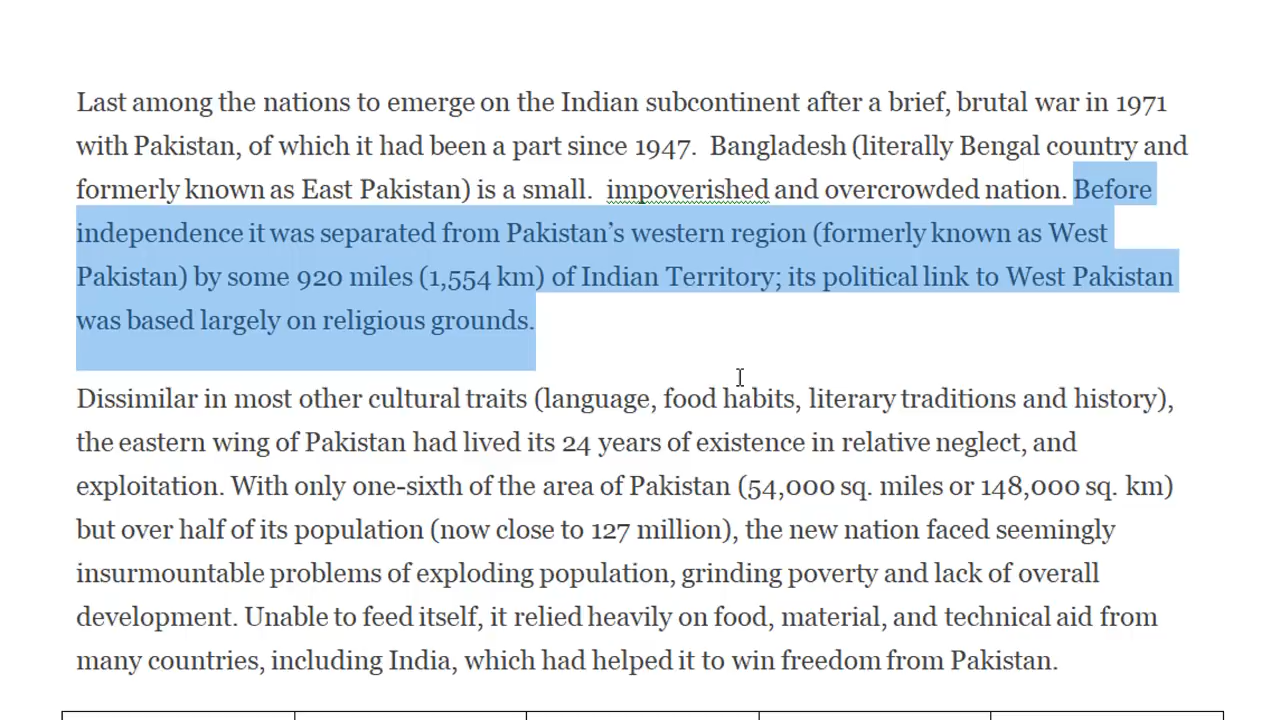 Last among the nations to emerge on the Indian subcontinent after a brief, brutal war in 1971
with Pakistan, of which it had been a part since 1947.  Bangladesh (literally Bengal country and
formerly known as East Pakistan) is a small.  impoverished and overcrowded nation. Before
independence it was separated from Pakistan’s western region (formerly known as West
Pakistan) by some 920 miles (1,554 km) of Indian Territory; its political link to West Pakistan
was based largely on religious grounds.
Dissimilar in most other cultural traits (language, food habits, literary traditions and history),
the eastern wing of Pakistan had lived its 24 years of existence in relative neglect, and
exploitation. With only one-sixth of the area of Pakistan (54,000 sq. miles or 148,000 sq. km)
but over half of its population (now close to 127 million), the new nation faced seemingly
insurmountable problems of exploding population, grinding poverty and lack of overall
development. Unable to feed itself, it relied heavily on food, material, and technical aid from
many countries, including India, which had helped it to win freedom from Pakistan.